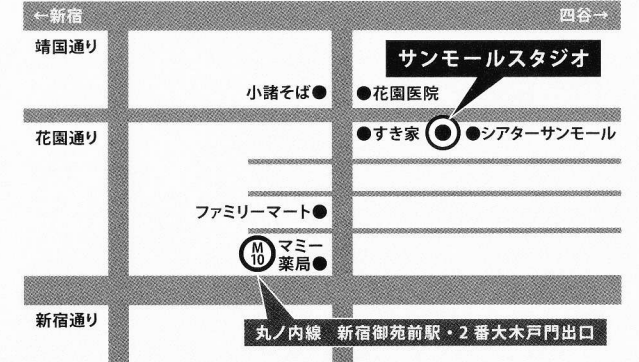 ←新宿
四谷→
靖国通り
サンモールスタジオ
小諸そば●
●花園医院
花園通り
●すき家
●シアターサンモール
ファミリーマート●
M
10
マミー
薬局●
新宿通り
丸ノ内線 新宿御苑前駅・2番大木戸門出口